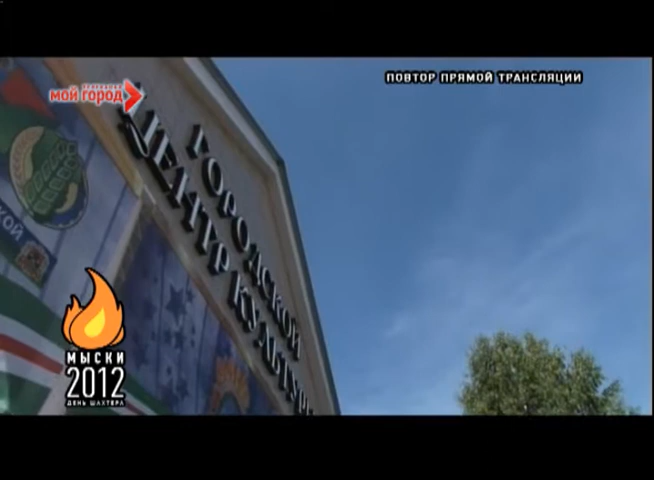 ПОВТОР ПРЯМОЙ ТРАНСЛЯЦИИ
мой город
ГОРОДСКОЙ
ЦЕНТР КУЛЬТУРЫ
МЫСКИ
2012
ДЕНЬ ШАХТЕРА